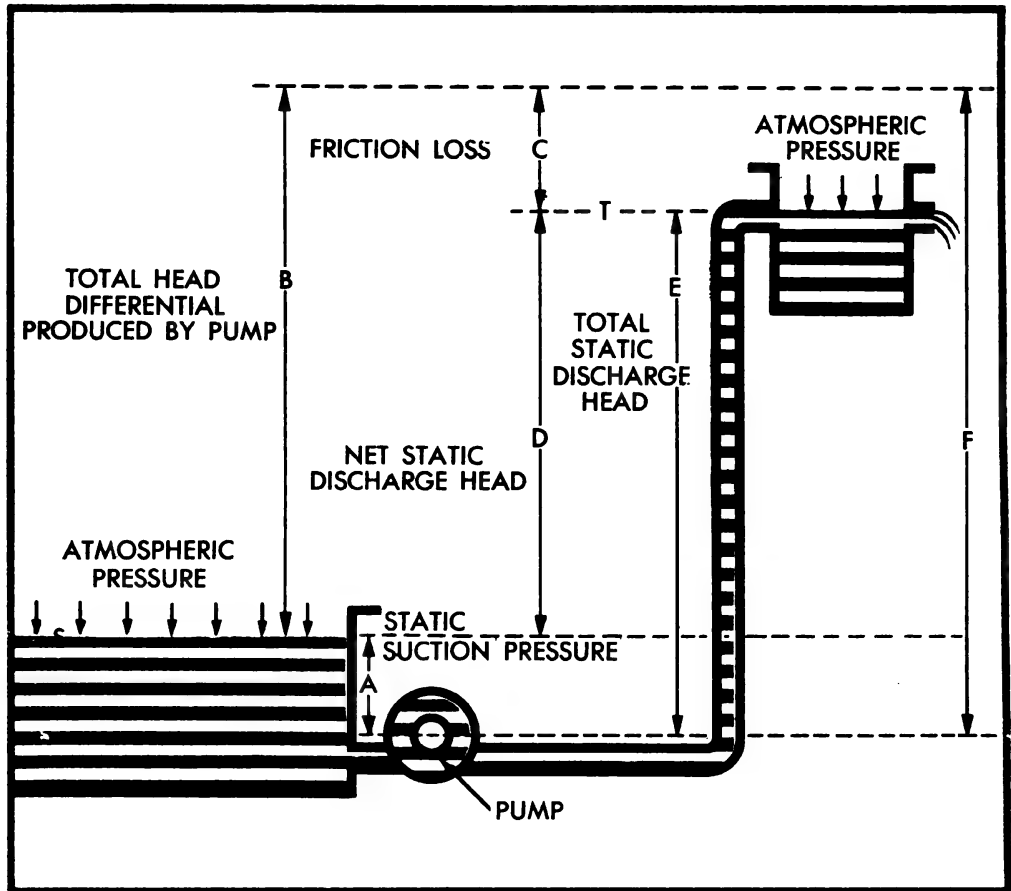 FRICTION LOSS
C
ATMOSPHERIC
PRESSURE
T
TOTAL HEAD
DIFFERENTIAL
PRODUCED BY PUMP
B
E
TOTAL
STATIC
DISCHARGE
HEAD
D
F
NET STATIC
DISCHARGE HEAD
ATMOSPHERIC
PRESSURE
S
STATIC
SUCTION PRESSURE
A
PUMP